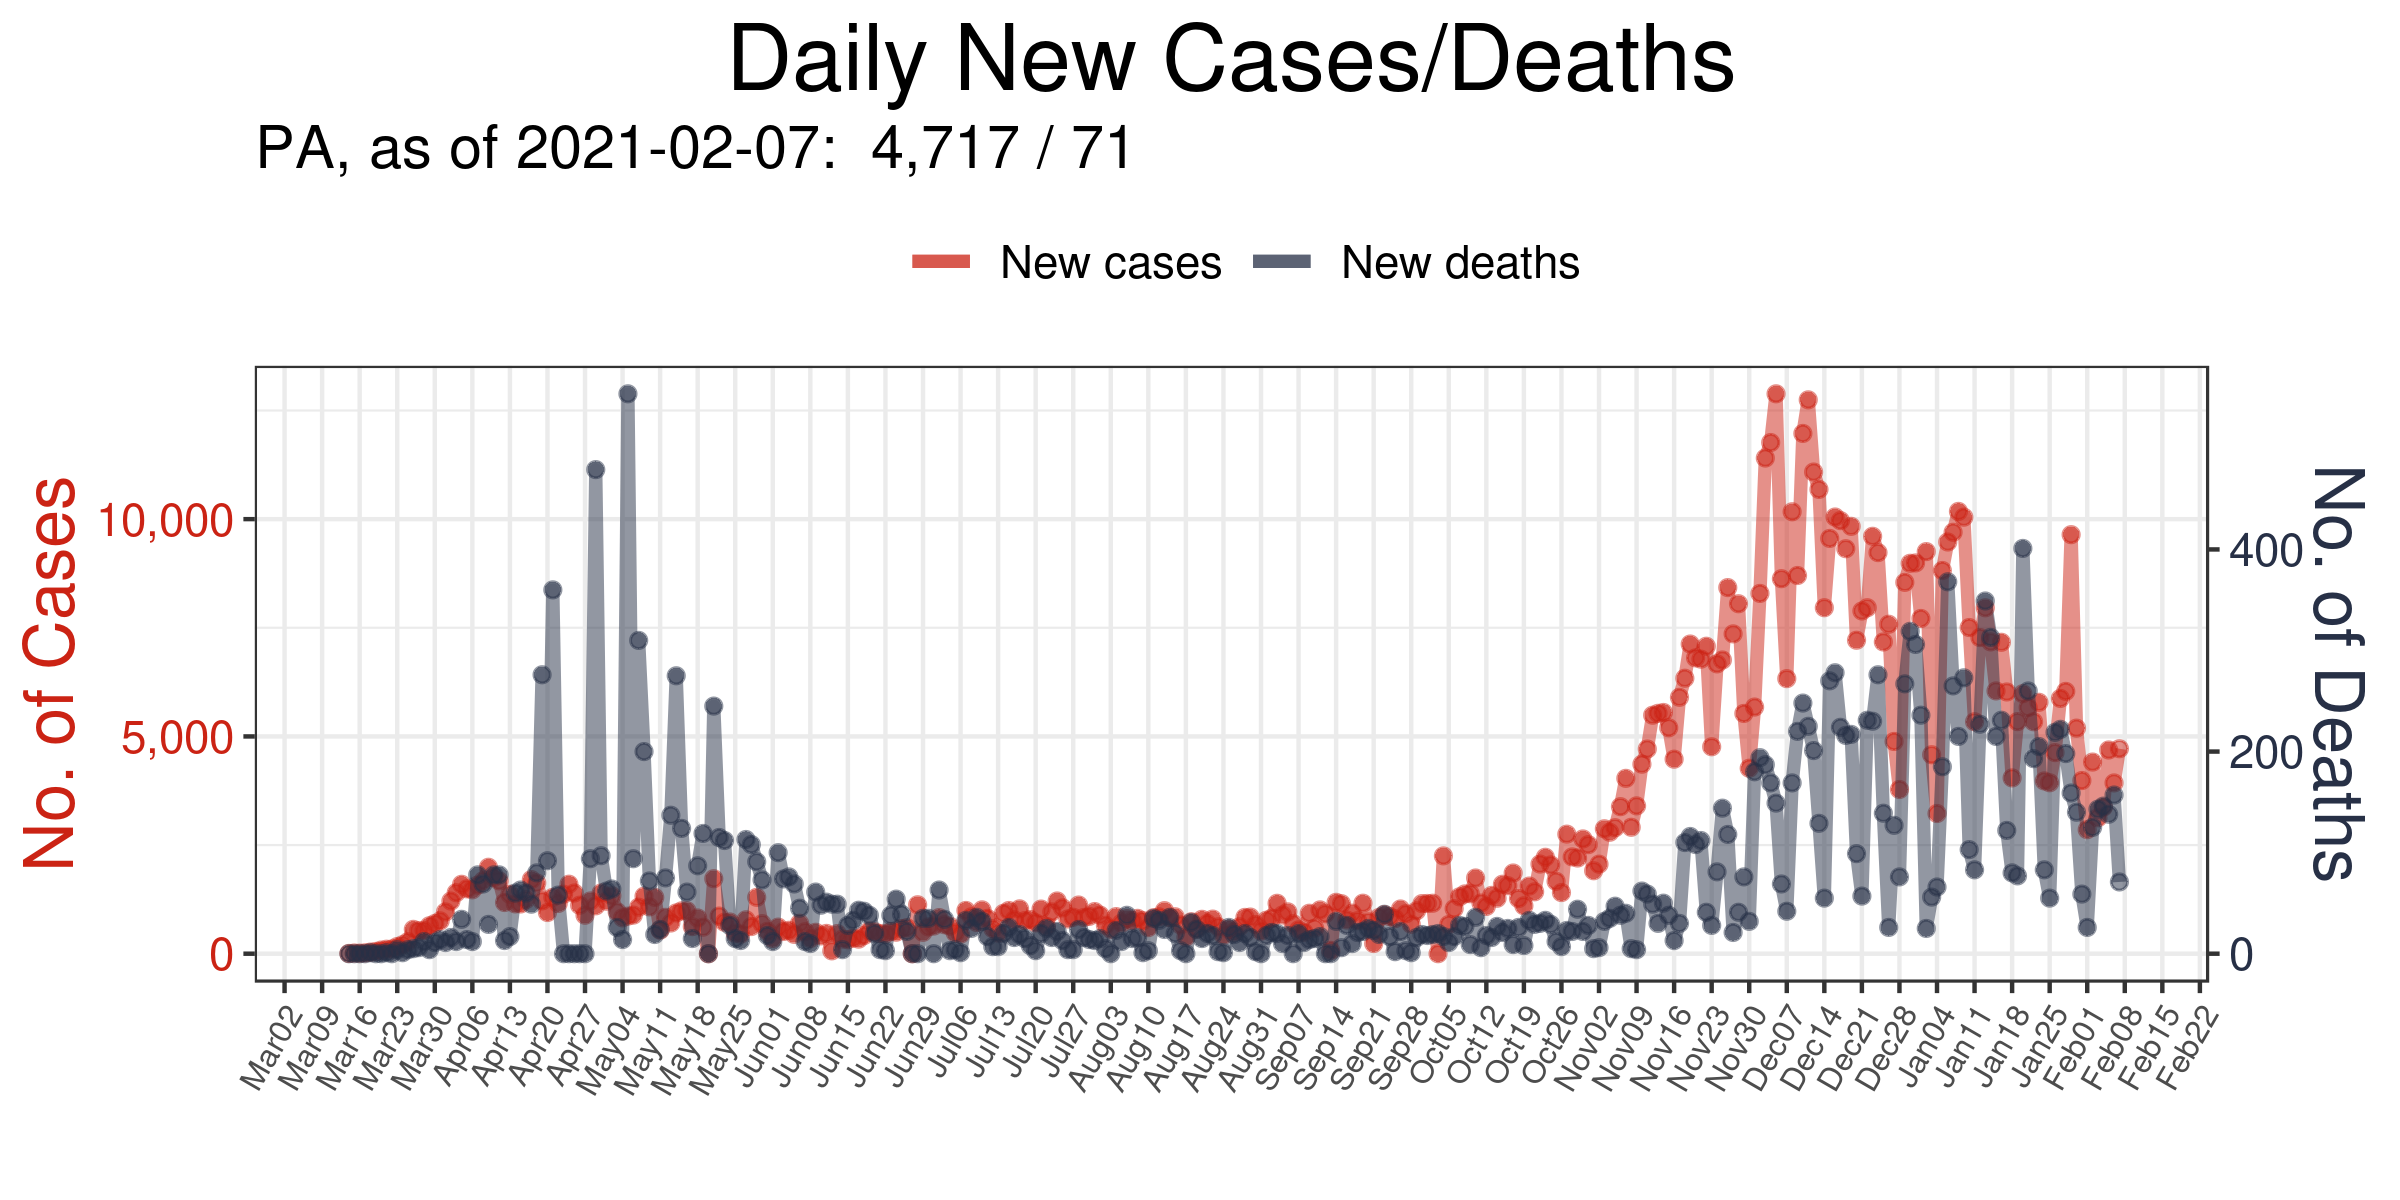 Daily New Cases/Deaths
PA, as of 2021-02-07:  4,717 / 71
New cases
New deaths
No. of Cases
10,000
5,000
0
400
200
0
No. of Deaths
Mar02
Mar09
Mar16
Mar23
Mar30
Apr06
Apr13
Apr20
Apr27
May04
May11
May18
May25
Jun01
Jun08
Jun15
Jun22
Jun29
Jul06
Jul13
Jul20
Jul27
Aug03
Aug10
Aug17
Aug24
Aug31
Sep07
Sep14
Sep21
Sep28
Oct05
Oct12
Oct19
Oct26
Nov02
Nov09
Nov16
Nov23
Nov30
Dec07
Dec14
Dec21
Dec28
Jan04
Jan11
Jan18
Jan25
Feb01
Feb08
Feb15
Feb22